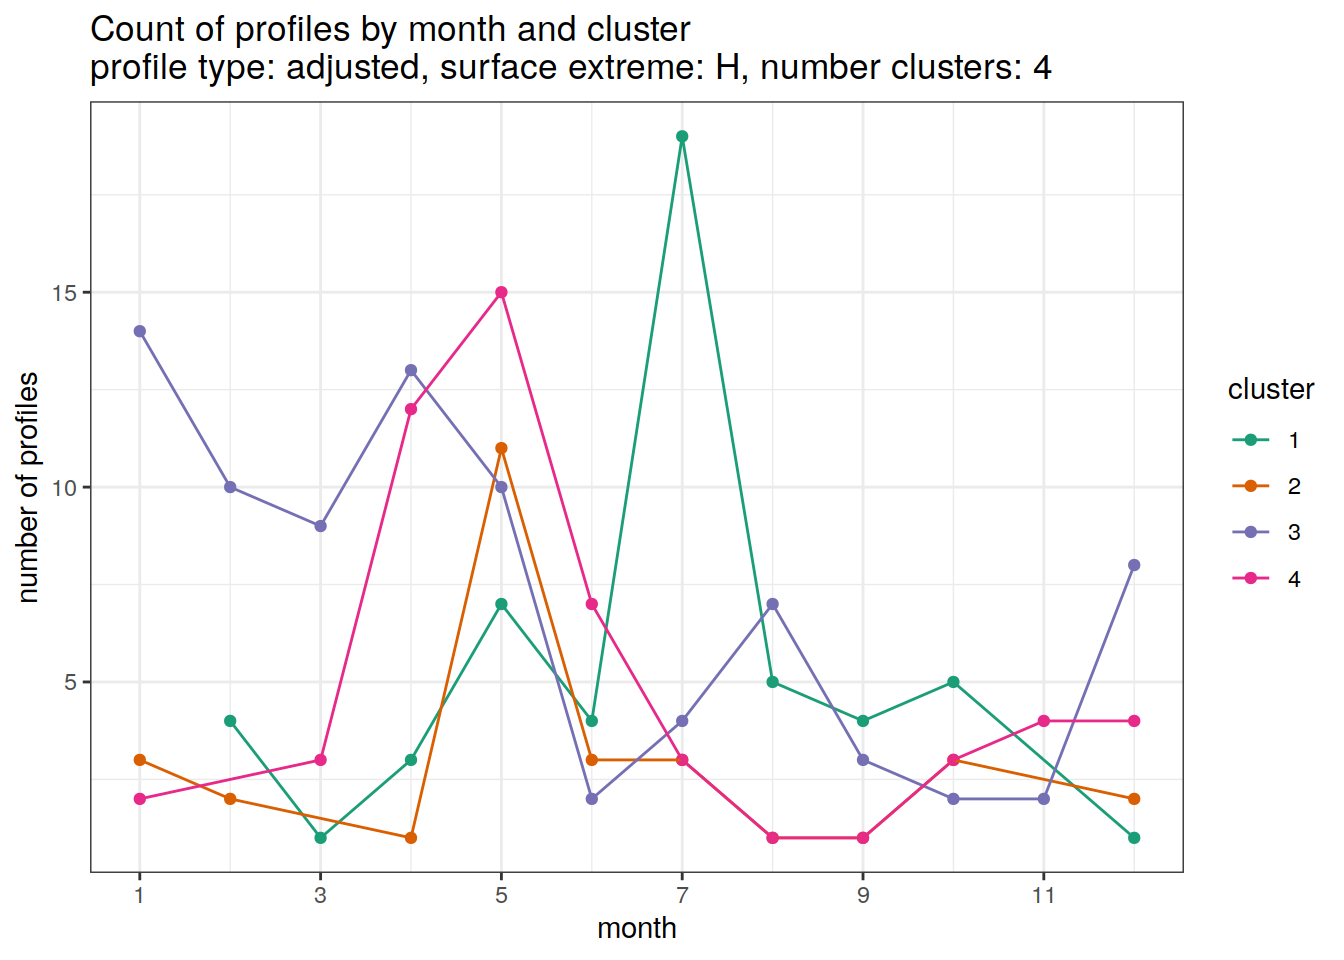 Count of profiles by month and cluster
profile type: adjusted, surface extreme: H, number clusters: 4
number of profiles
15
10
5
1
3
5
7
9
11
month
cluster
1
2
3
4